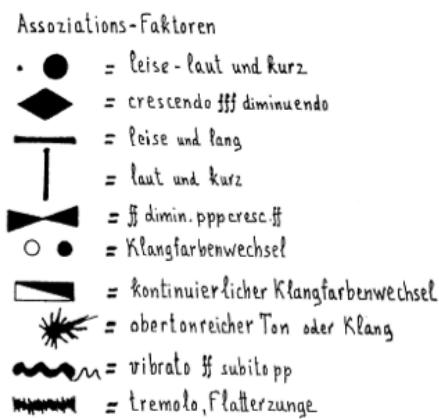 Assoziations-Faktoren
= leise - laut und kurz
= crescendo fff diminuendo
= leise und lang
= laut und kurz
= ff dimin. ppp cresc. ff
= Klangfarbenwechsel
= kontinuierlicher Klangfarbenwechsel
= obertonreicher Ton oder Klang
= vibrato ff subito pp
= tremolo, Flatterzunge